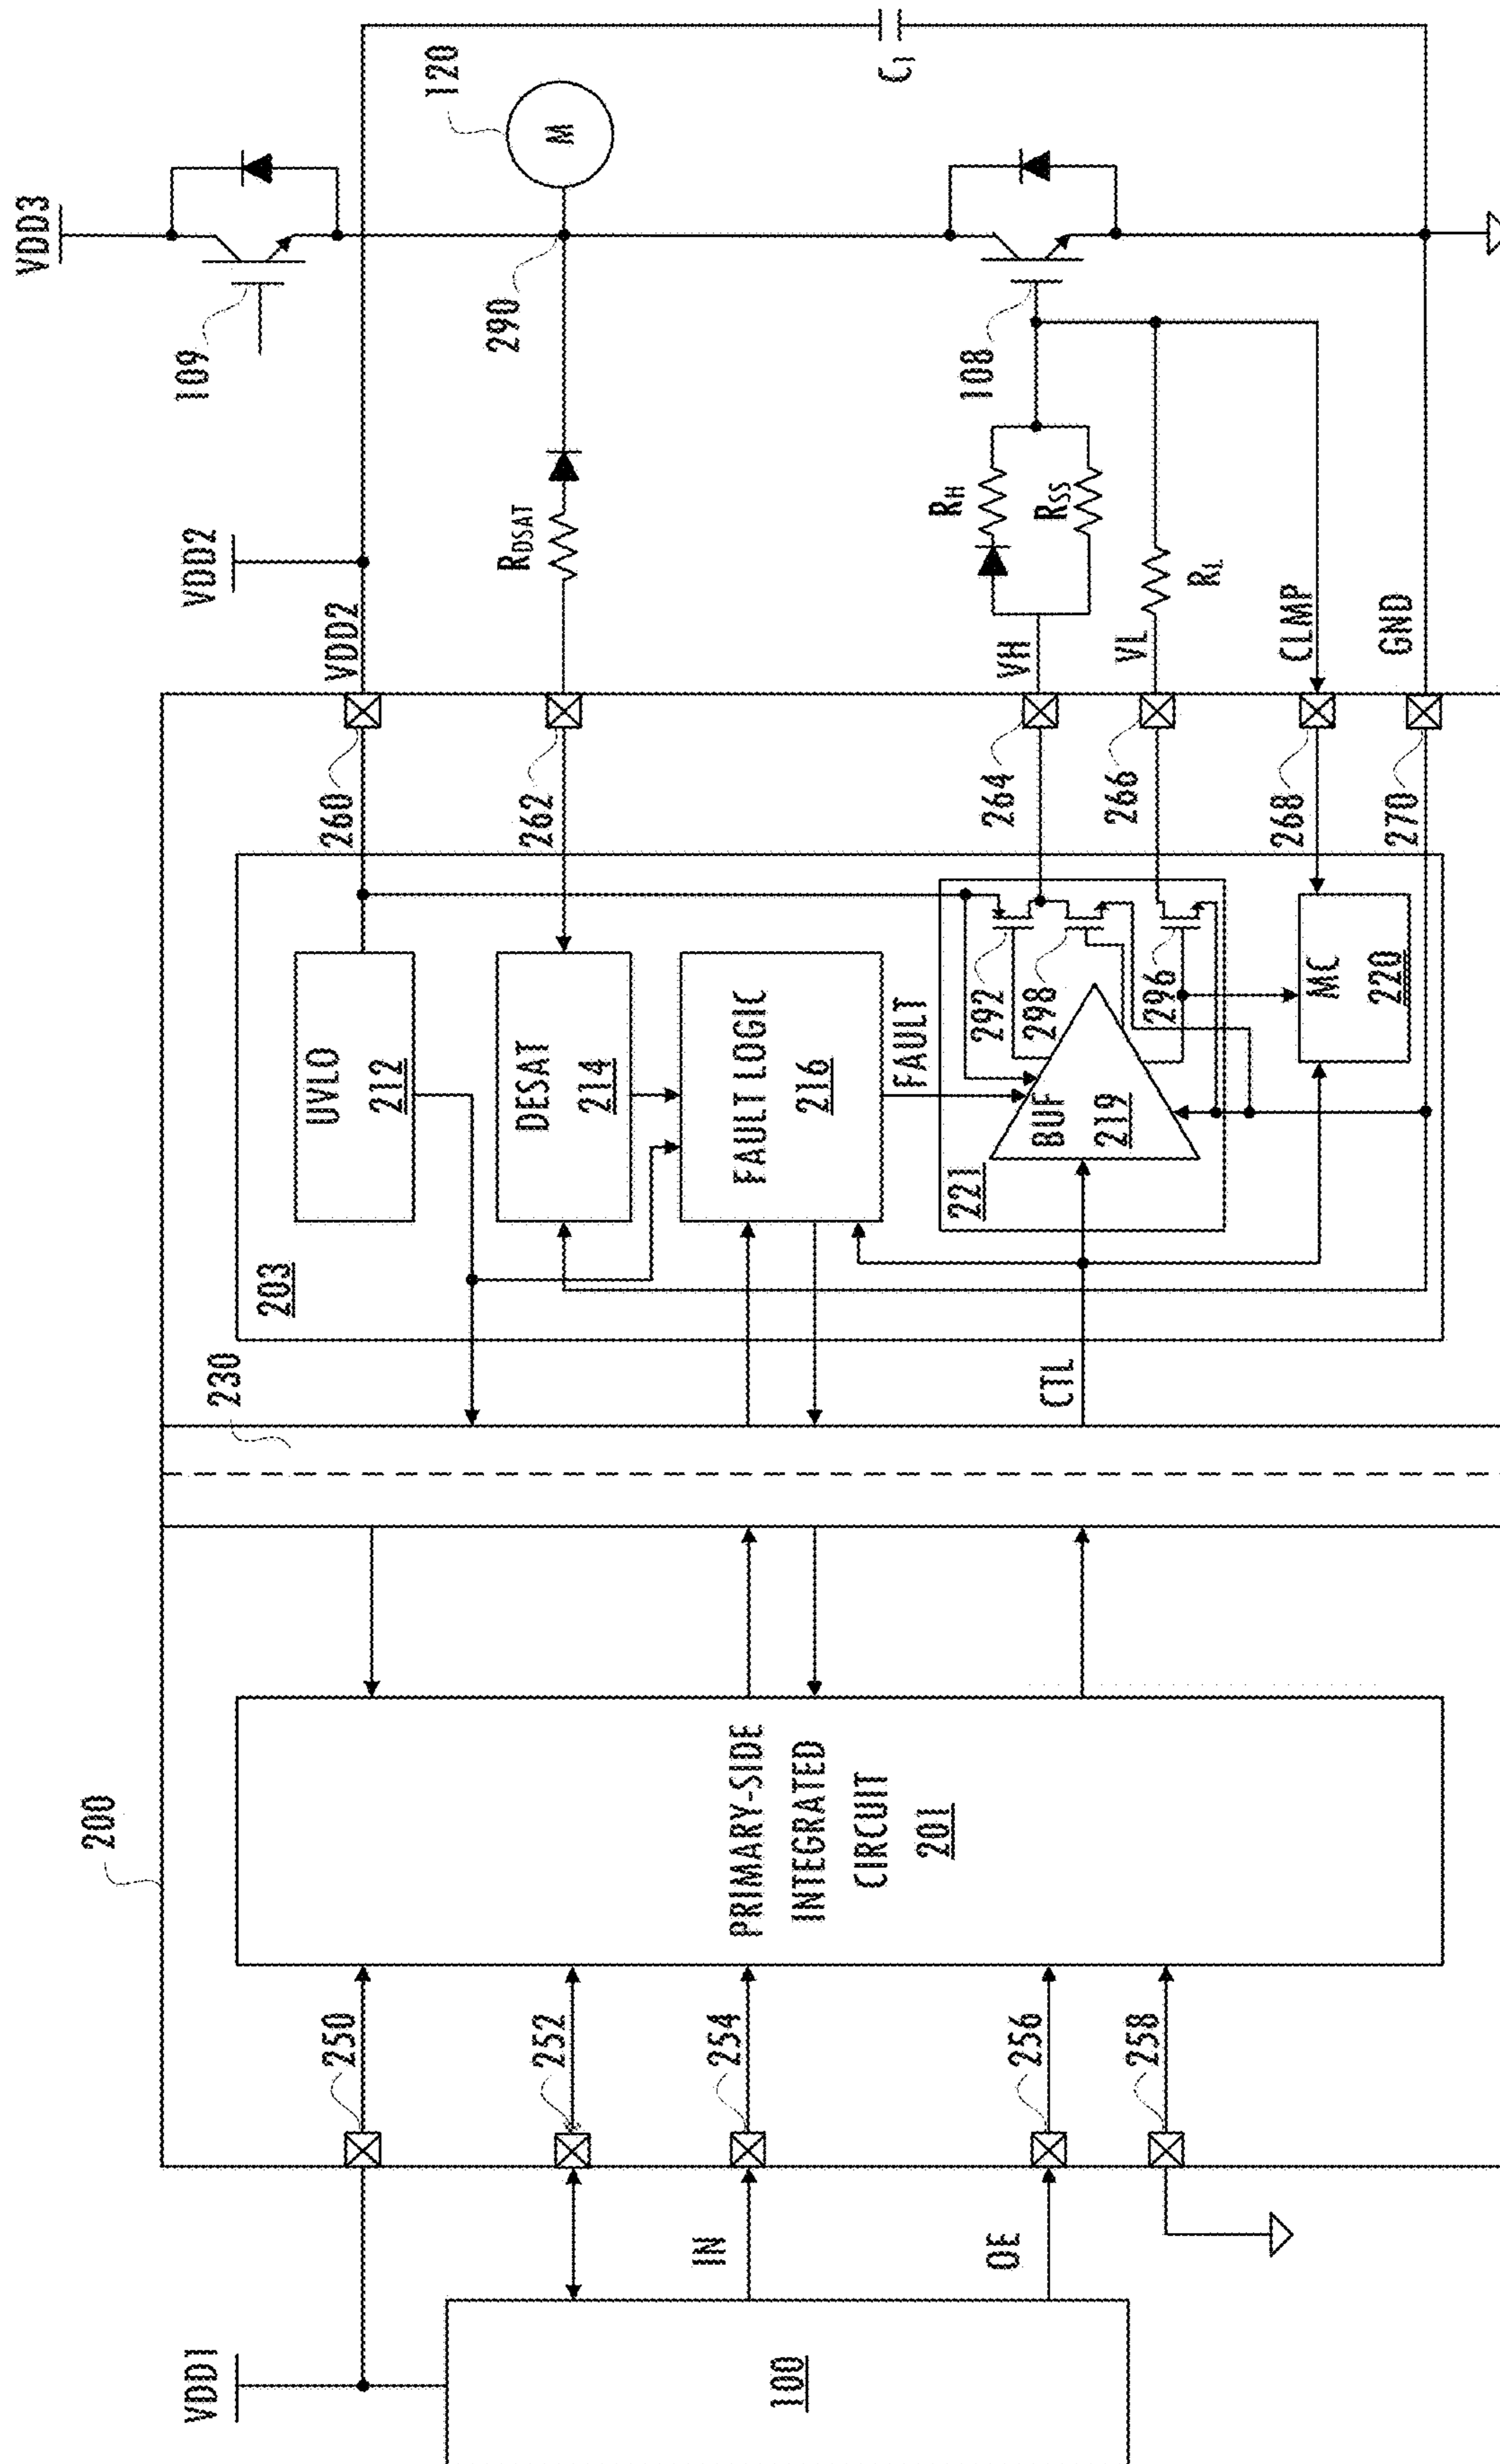 VDD1
100
IN
OE
200
250
252
254
256
258
PRIMARY-SIDE
INTEGRATED
CIRCUIT
201
230
CTL
203
UVLO
212
DESAT
214
FAULT LOGIC
216
FAULT
221
BUF
219
292
298
296
MC
220
260
262
264
266
268
270
VDD2
VDD2
RDSAT
VH
VL
CLMP
GND
RH
RSS
RL
VDD3
109
290
108
120
M
C1